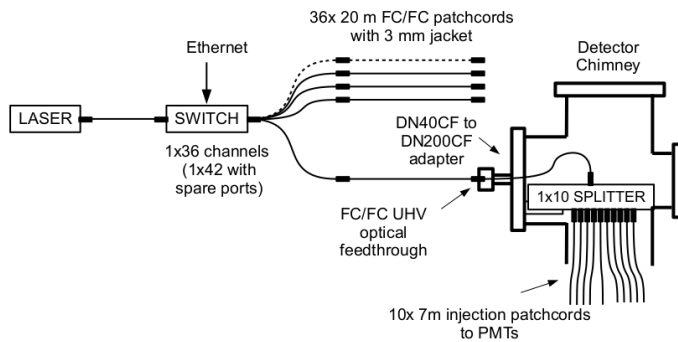 36x 20 m FC/FC patchcords
with 3 mm jacket
Ethernet
Detector
Chimney
LASER
SWITCH
1x36 channels
(1x42 with
spare ports)
DN40CF to
DN200CF
adapter
1x10 SPLITTER
FC/FC UHV
optical
feedthrough
10x 7m injection patchcords
to PMTs